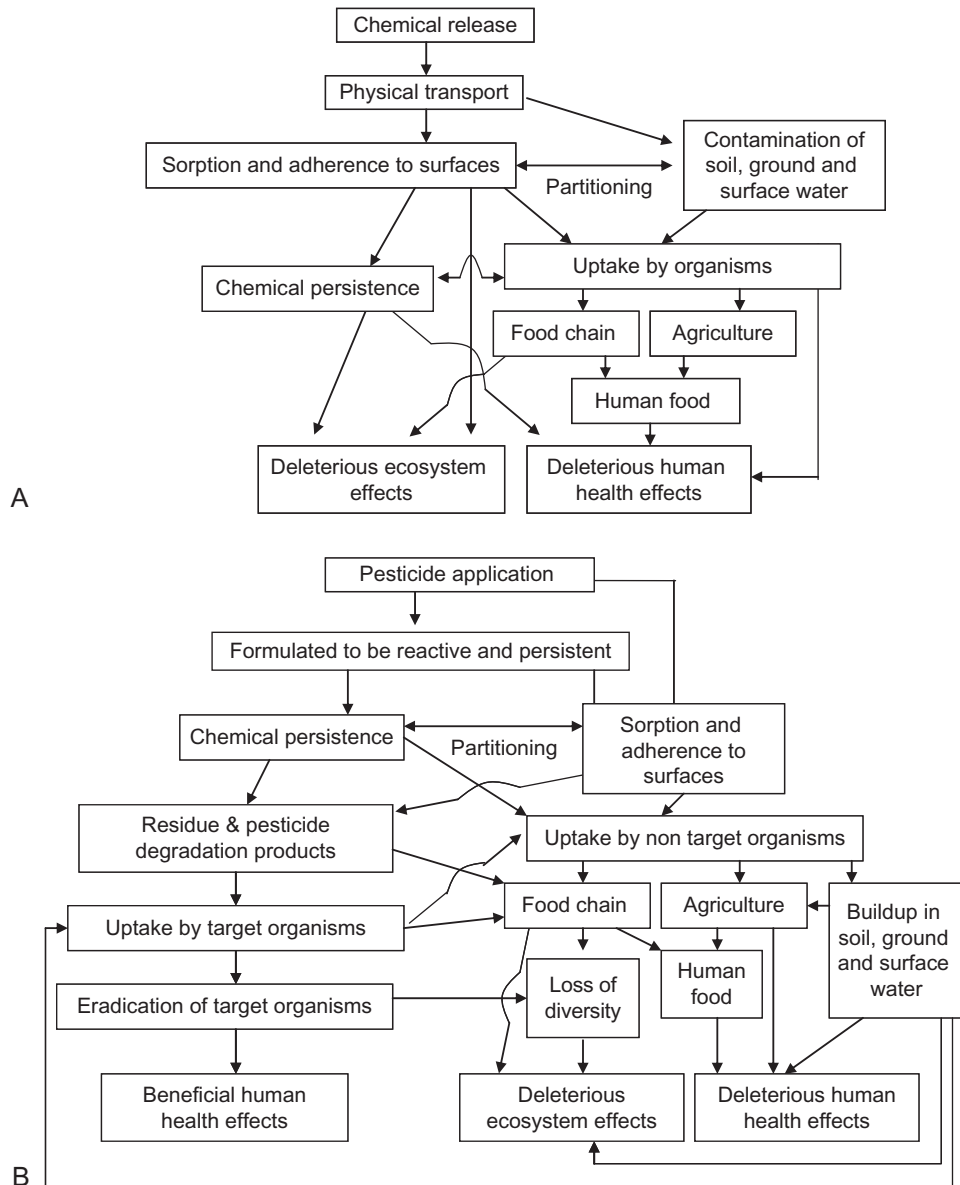 Chemical release
Physical transport
Sorption and adherence to surfaces
Contamination of
soil, ground and
surface water
Partitioning
Uptake by organisms
Chemical persistence
Food chain
Agriculture
Human food
Deleterious ecosystem
effects
Deleterious human
health effects
A
Pesticide application
Formulated to be reactive and persistent
Chemical persistence
Partitioning
Sorption and
adherence to
surfaces
Residue & pesticide
degradation products
Uptake by non target organisms
Uptake by target organisms
Food chain
Agriculture
Buildup in
soil, ground
and surface
water
Eradication of target organisms
Loss of
diversity
Human
food
Beneficial human
health effects
Deleterious
ecosystem effects
Deleterious human
health effects
B